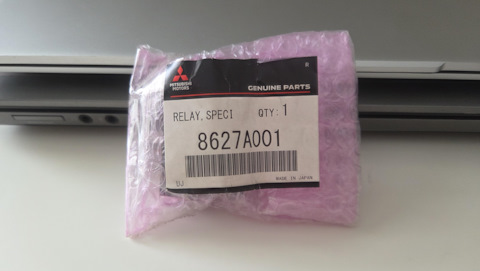 R
MITSUBISHI
MOTORS
GENUINE PARTS
RELAY, SPECI QTY: 1
8627A001
MADE IN JAPAN